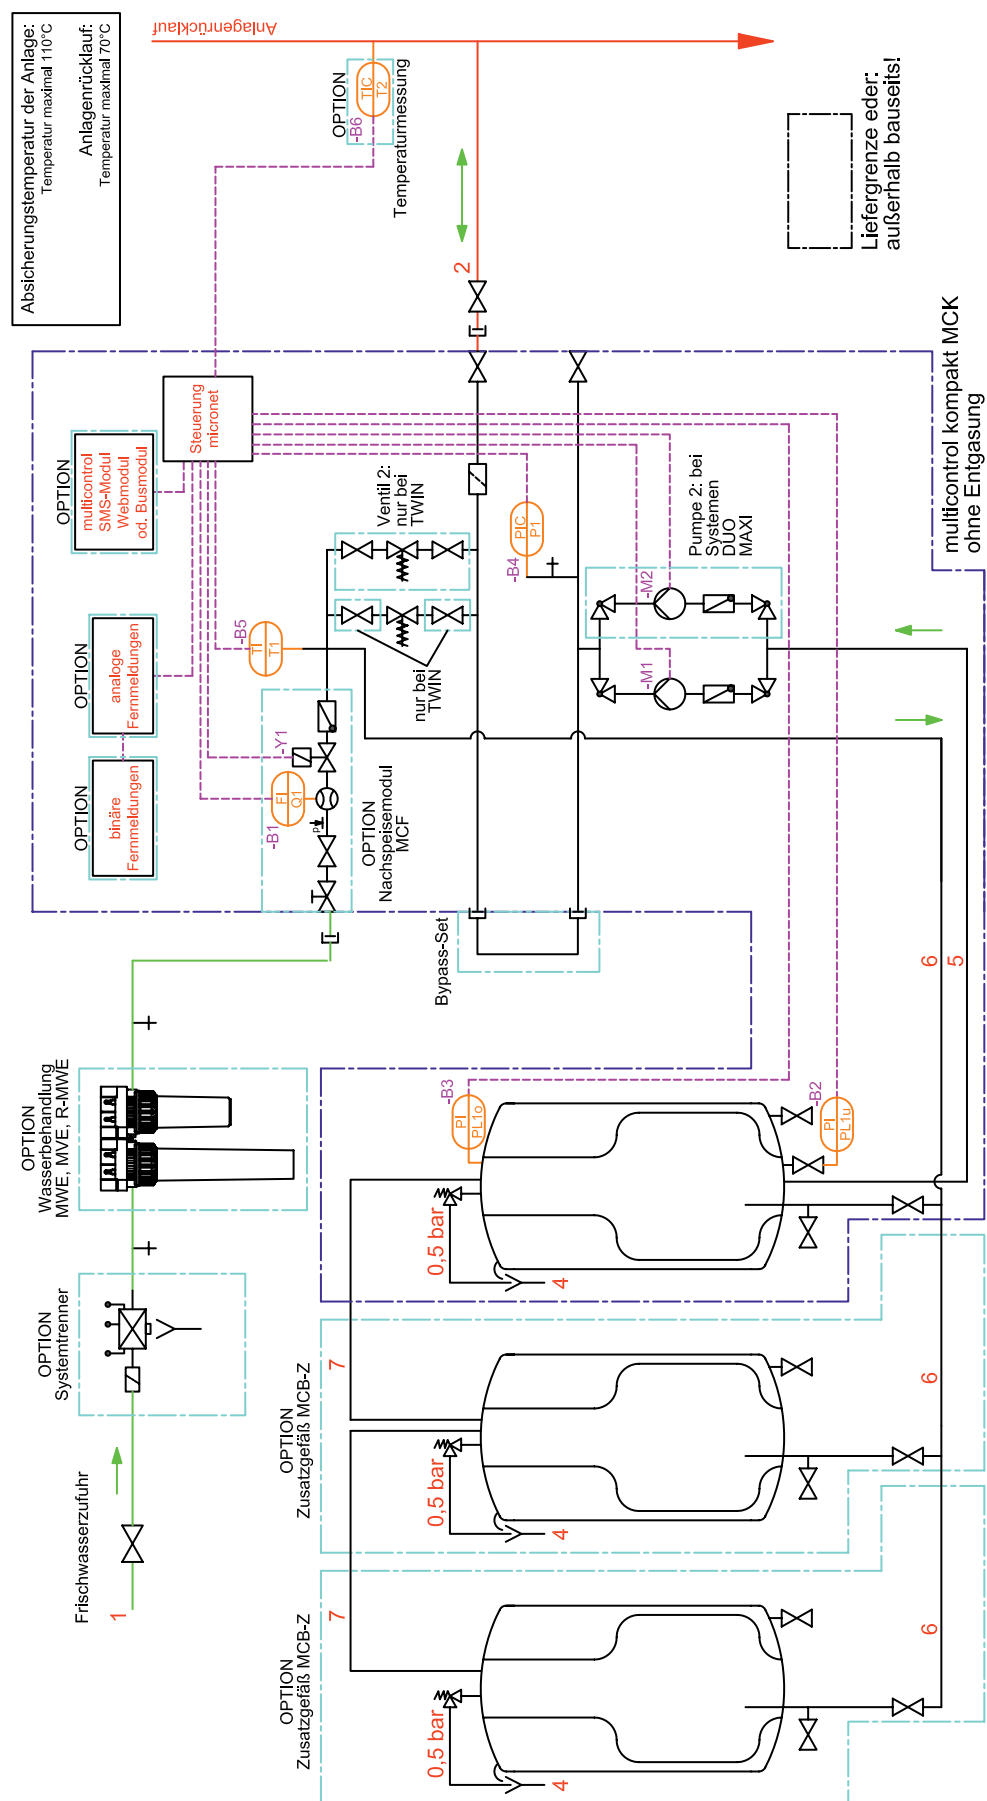 Absicherungstemperatur der Anlage:
Temperatur maximal 110°C
Anlagenrücklauf:
Temperatur maximal 70°C
Anlagenrücklauf
OPTION
TIC
T2
-B6
Temperaturmessung
Liefergrenze eder:
außerhalb bauseits!
2
multicontrol kompakt MCK
ohne Entgasung
Steuerung
micronet
OPTION
multicontrol
SMS-Modul
Webmodul
od. Busmodul
OPTION
analoge
Fernmeldungen
OPTION
binäre
Fernmeldungen
Ventil 2:
nur bei
TWIN
nur bei
TWIN
PIC
P1
-B4
Pumpe 2: bei
Systemen
DUO
MAXI
-M2
-M1
-B5
TI
T1
-Y1
FI
Q1
-B1
p
OPTION
Nachspeisemodul
MCF
Bypass-Set
6
5
OPTION
Wasserbehandlung
MWE, MVE, R-MWE
OPTION
Systemtrenner
Frischwasserzufuhr
1
-B3
PI
PL1o
-B2
PI
PL1u
0,5 bar
4
7
OPTION
Zusatzgefäß MCB-Z
0,5 bar
4
6
7
OPTION
Zusatzgefäß MCB-Z
0,5 bar
4
6